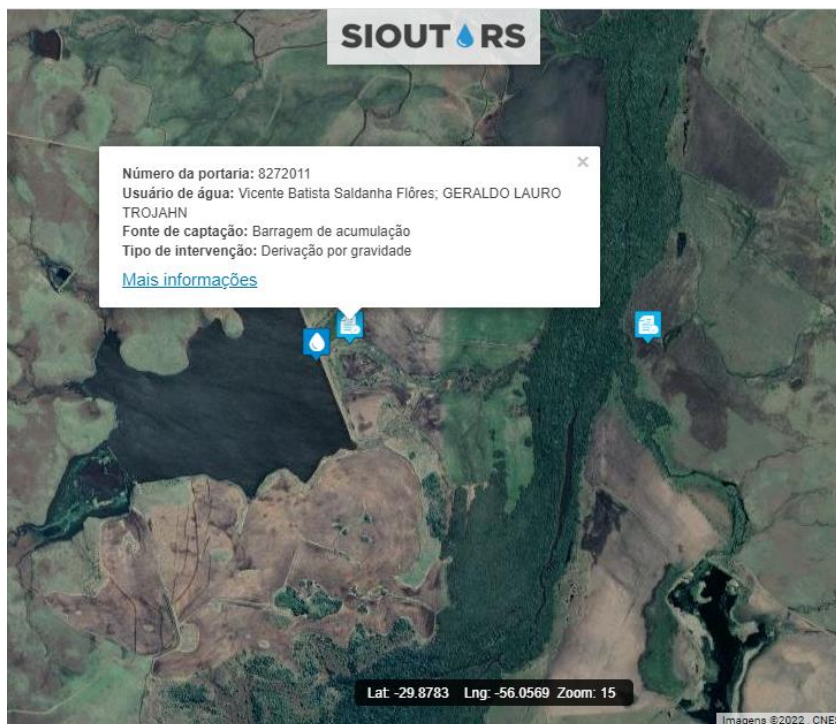 SIOUT RS
Número da portaria: 8272011
Usuário de água: Vicente Batista Saldanha Flôres; GERALDO LAURO
TROJAHN
Fonte de captação: Barragem de acumulação
Tipo de intervenção: Derivação por gravidade
Mais informações
Lat: -29.8783 Lng: -56.0569 Zoom: 15
Imagens ©2022 , CNE